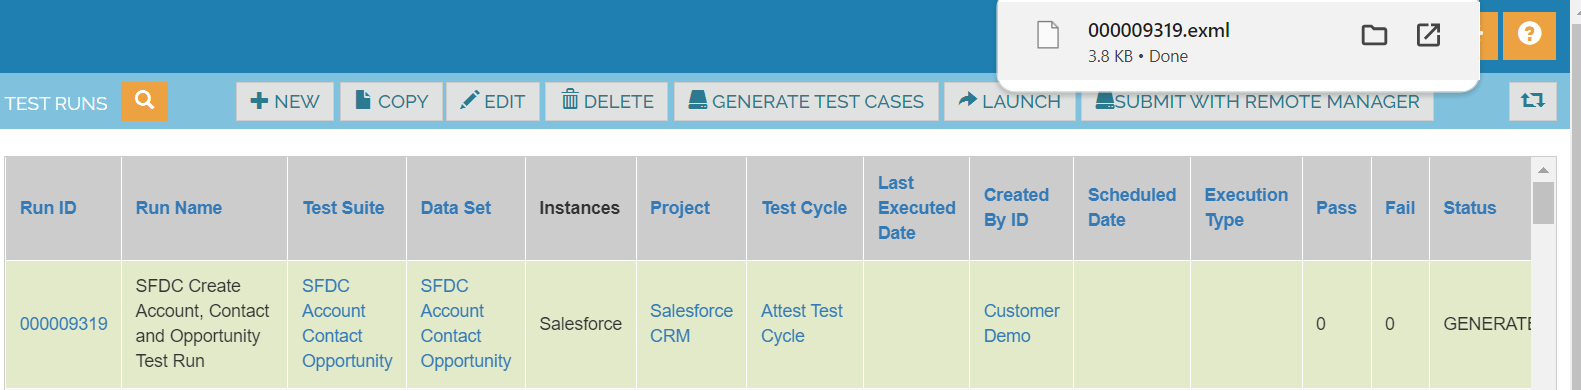 000009319.exml
3.8 KB • Done
?
TEST RUNS
NEW
COPY
EDIT
DELETE
GENERATE TEST CASES
LAUNCH
SUBMIT WITH REMOTE MANAGER
Run ID
Run Name
Test Suite
Data Set
Instances
Project
Test Cycle
Last
Executed
Date
Created
By ID
Scheduled
Date
Execution
Type
Pass
Fail
Status
000009319
SFDC Create
Account, Contact
and Opportunity
Test Run
SFDC
Account
Contact
Opportunity
SFDC
Account
Contact
Opportunity
Salesforce
Salesforce
CRM
Attest Test
Cycle
Customer
Demo
0
0
GENERATE